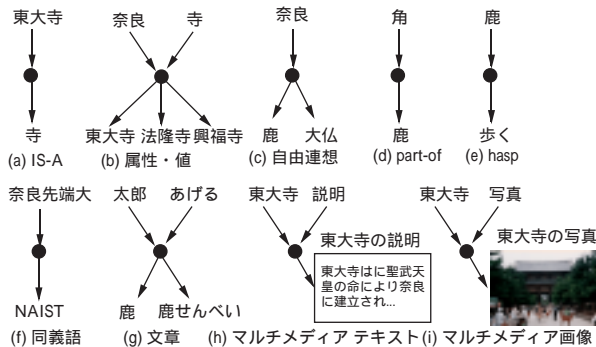 東大寺
寺
(a) IS-A
奈良 寺
東大寺 法隆寺 興福寺
(b) 属性・値
奈良
鹿 大仏
(c) 自由連想
角
鹿
(d) part-of
鹿
歩く
(e) hasp
奈良先端大
NAIST
(f) 同義語
太郎 あげる
鹿 鹿せんべい
(g) 文章
東大寺 説明
東大寺の説明
東大寺はに聖武天
皇の命により奈良
に建立され...
(h) マルチメディア テキスト
東大寺 写真
東大寺の写真
(i) マルチメディア画像